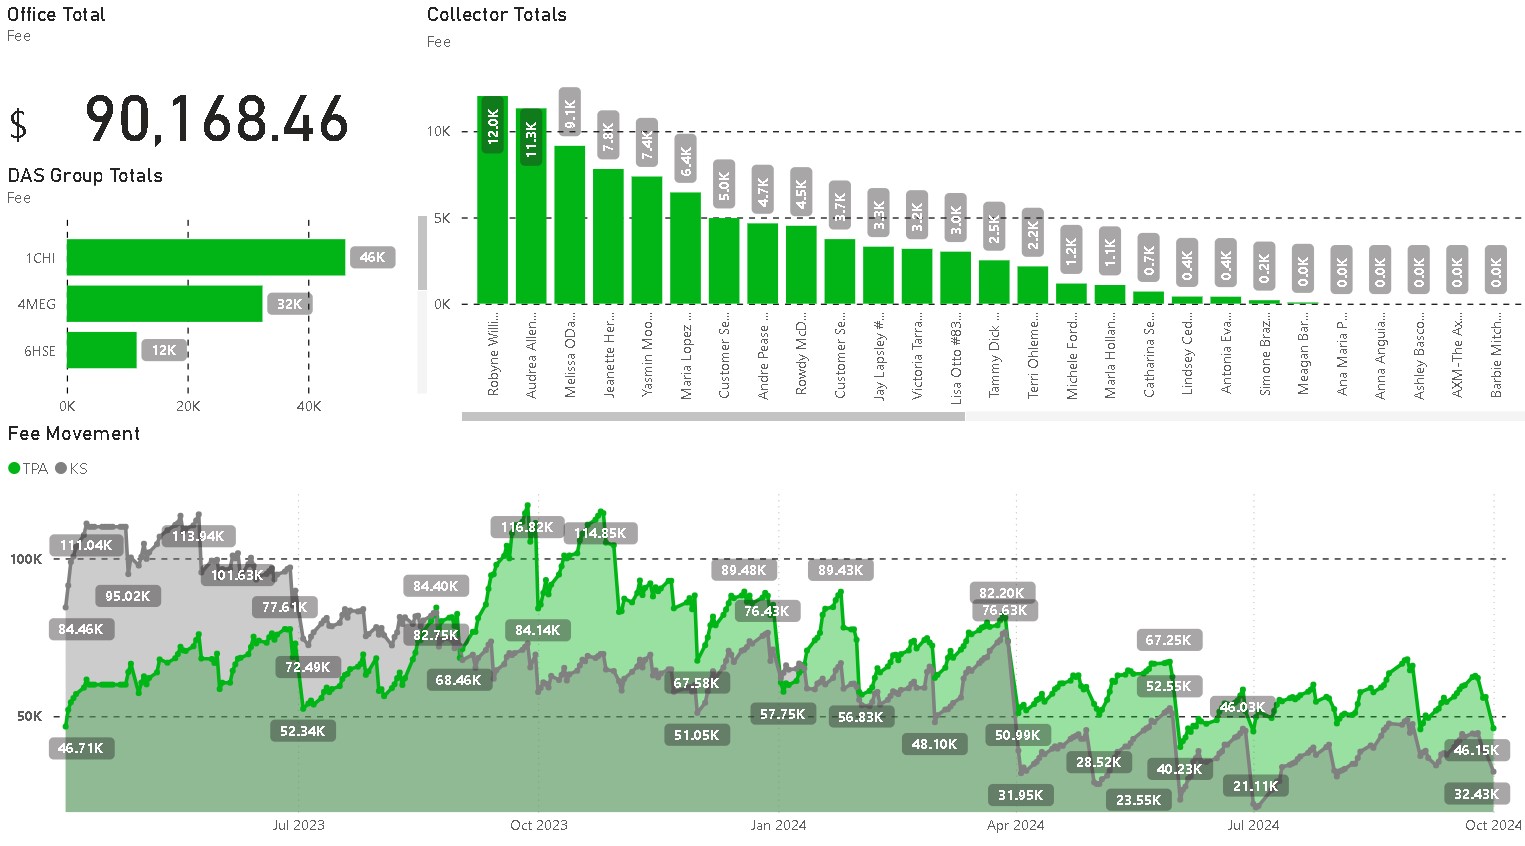 Office Total
Fee
$ 90,168.46
DAS Group Totals
Fee
1CHI 46K
4MEG 32K
6HSE 12K
0K 20K 40K
Collector Totals
Fee
10K
5K
0K
12.0K 11.3K 9.1K 7.8K 7.4K 6.4K 5.0K 4.7K 4.5K 3.7K 3.3K 3.2K 3.0K 2.5K 2.2K 1.2K 1.1K 0.7K 0.4K 0.4K 0.2K 0.0K 0.0K 0.0K 0.0K 0.0K 0.0K
Robyne Willi...
Audrea Allen...
Melissa ODa...
Jeanette Her...
Yasmin Moo...
Maria Lopez ...
Customer Se...
Andre Pease ...
Rowdy McD...
Customer Se...
Jay Lapsley #...
Victoria Tarra...
Lisa Otto #83...
Tammy Dick ...
Terri Ohleme...
Michele Ford...
Marla Hollan...
Catharina Se...
Lindsey Ced...
Antonia Eva...
Simone Braz...
Meagan Bar...
Ana Maria P...
Anna Anguia...
Ashley Basco...
AXM-The Ax...
Barbie Mitch...
Fee Movement
TPA KS
100K
50K
111.04K
113.94K
95.02K
101.63K
84.46K
77.61K
84.40K
82.75K
72.49K
68.46K
46.71K
52.34K
116.82K
114.85K
84.14K
89.48K
89.43K
76.43K
67.58K
57.75K
56.83K
51.05K
48.10K
82.20K
76.63K
50.99K
31.95K
67.25K
52.55K
46.03K
28.52K
40.23K
23.55K
21.11K
46.15K
32.43K
Jul 2023 Oct 2023 Jan 2024 Apr 2024 Jul 2024 Oct 2024